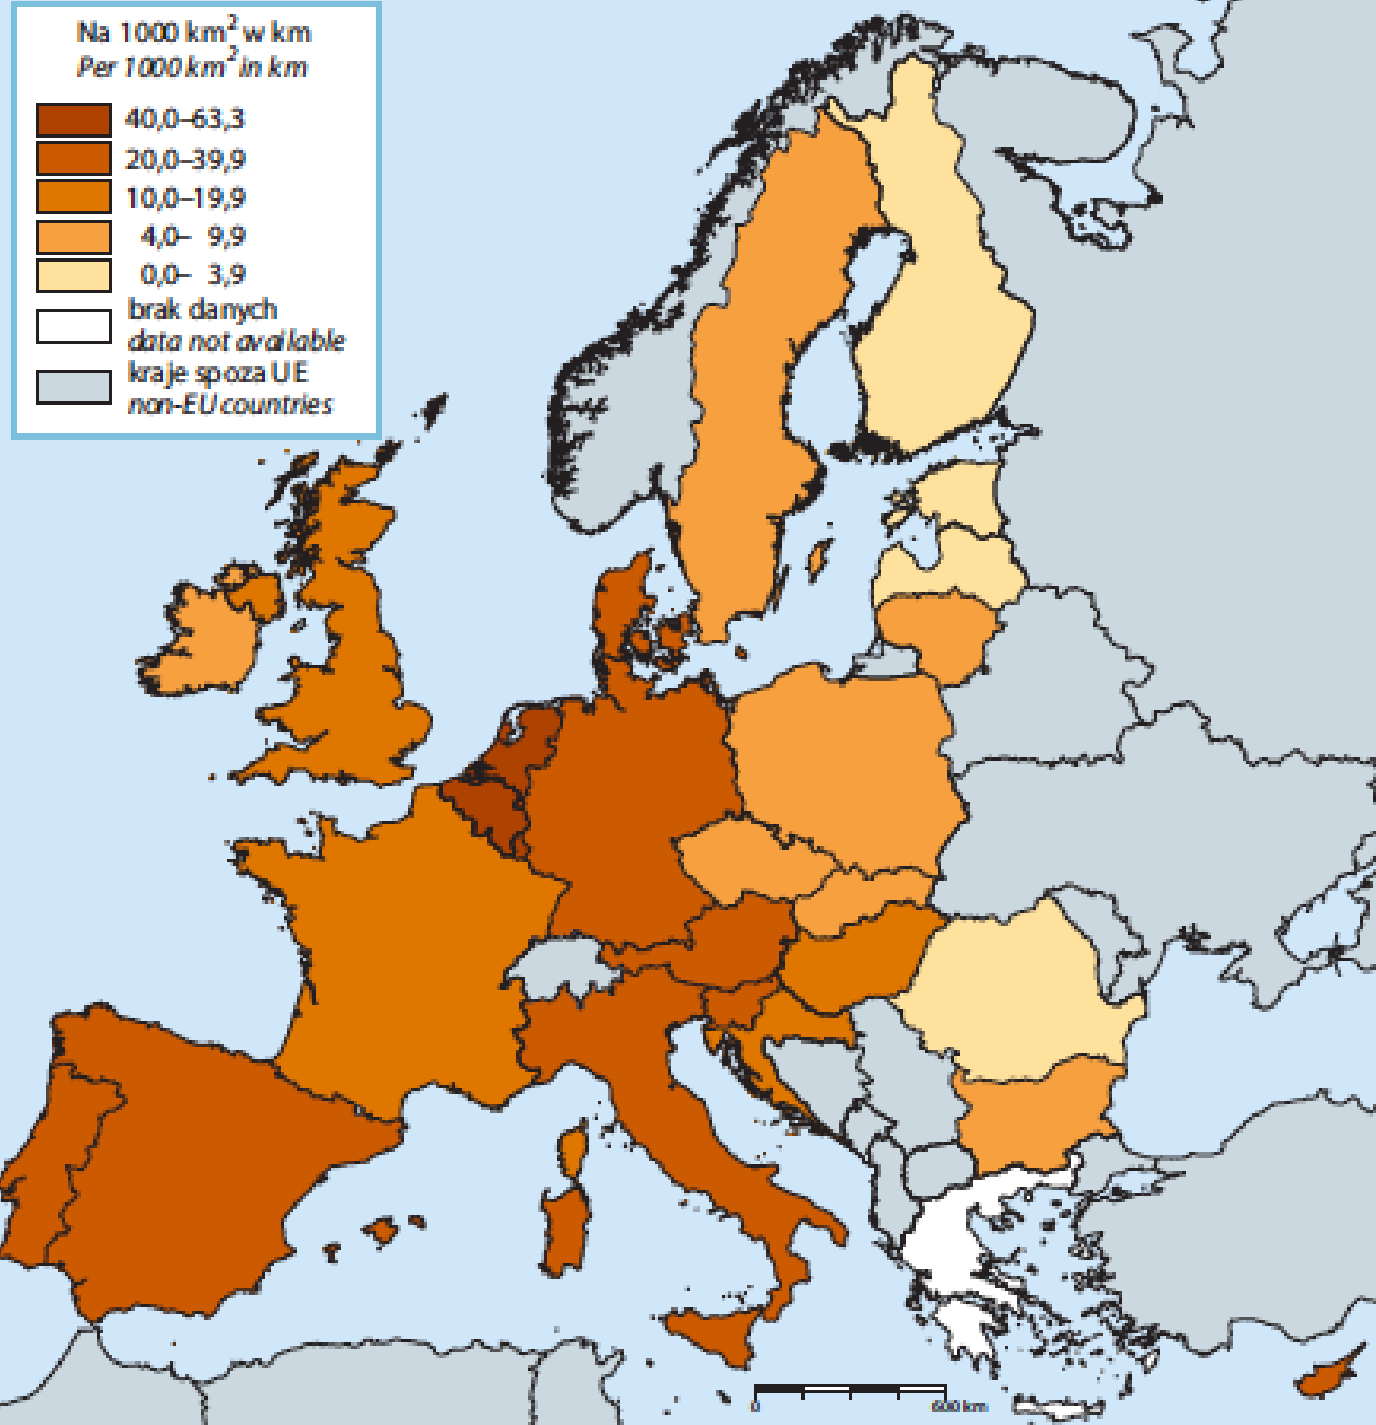 Na 1000 km² w km
Per 1000 km² in km
40,0–63,3
20,0–39,9
10,0–19,9
4,0– 9,9
0,0– 3,9
brak danych
data not available
kraje spoza UE
non-EU countries
0 600 km